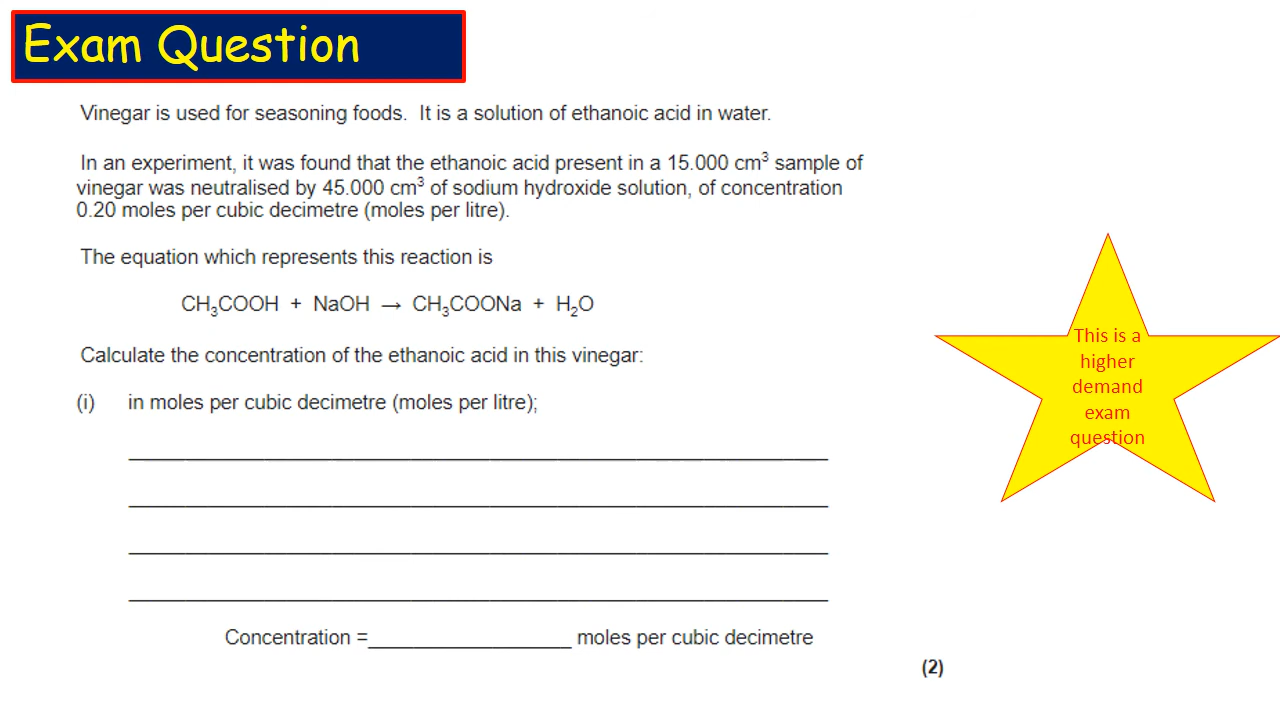 Exam Question
Vinegar is used for seasoning foods.  It is a solution of ethanoic acid in water.
In an experiment, it was found that the ethanoic acid present in a 15.000 cm³ sample of
vinegar was neutralised by 45.000 cm³ of sodium hydroxide solution, of concentration
0.20 moles per cubic decimetre (moles per litre).
The equation which represents this reaction is
CH₃COOH + NaOH → CH₃COONa + H₂O
Calculate the concentration of the ethanoic acid in this vinegar:
(i) in moles per cubic decimetre (moles per litre);
Concentration =__________________ moles per cubic decimetre
(2)
This is a
higher
demand
exam
question